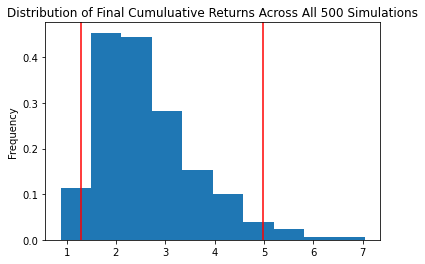 Distribution of Final Cumuluative Returns Across All 500 Simulations
Frequency
0.4
0.3
0.2
0.1
0.0
1 2 3 4 5 6 7